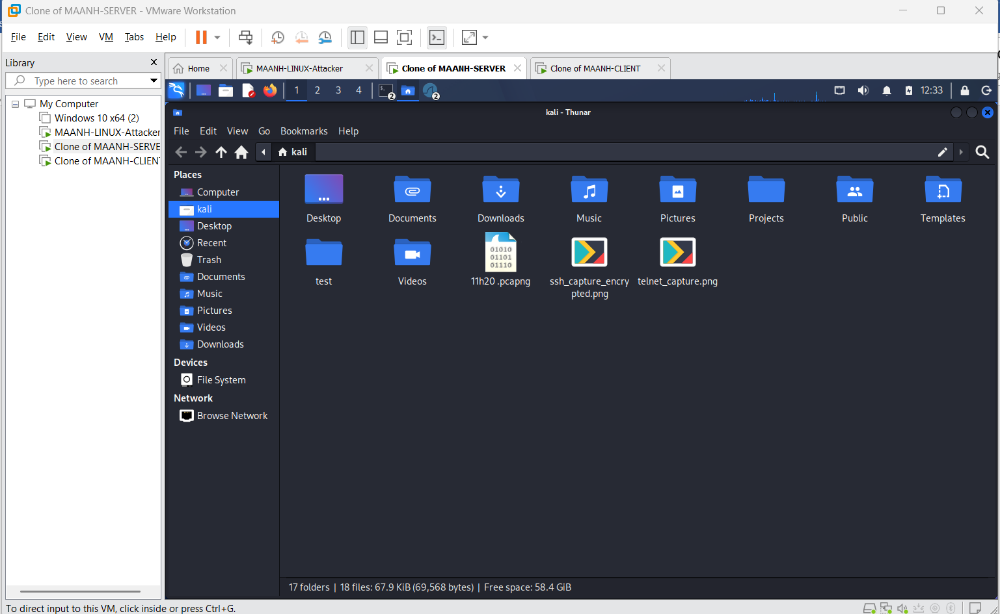 Clone of MAANH-SERVER - VMware Workstation
File Edit View VM Tabs Help
Library
Type here to search
My Computer
Windows 10 x64 (2)
MAANH-LINUX-Attacker
Clone of MAANH-SERVE
Clone of MAANH-CLIEN
Home
MAANH-LINUX-Attacker
Clone of MAANH-SERVER
Clone of MAANH-CLIENT
1 2 3 4 2 2 12:33
kali - Thunar
File Edit View Go Bookmarks Help
kali
Places
Computer
kali
Desktop
Recent
Trash
Documents
Music
Pictures
Videos
Downloads
Devices
File System
Network
Browse Network
Desktop
Documents
Downloads
Music
Pictures
Projects
Public
Templates
test
Videos
01010
01101
01110
11h20 .pcapng
ssh_capture_encry
pted.png
telnet_capture.png
17 folders | 18 files: 67.9 KiB (69,568 bytes) | Free space: 58.4 GiB
To direct input to this VM, click inside or press Ctrl+G.